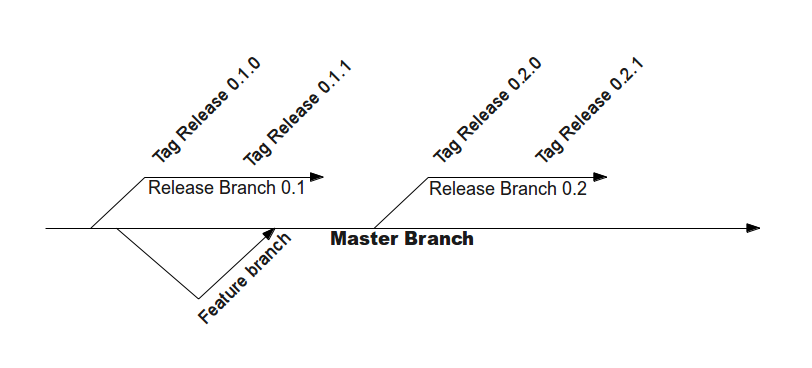 Tag Release 0.1.0
Tag Release 0.1.1
Tag Release 0.2.0
Tag Release 0.2.1
Release Branch 0.1
Release Branch 0.2
Master Branch
Feature branch